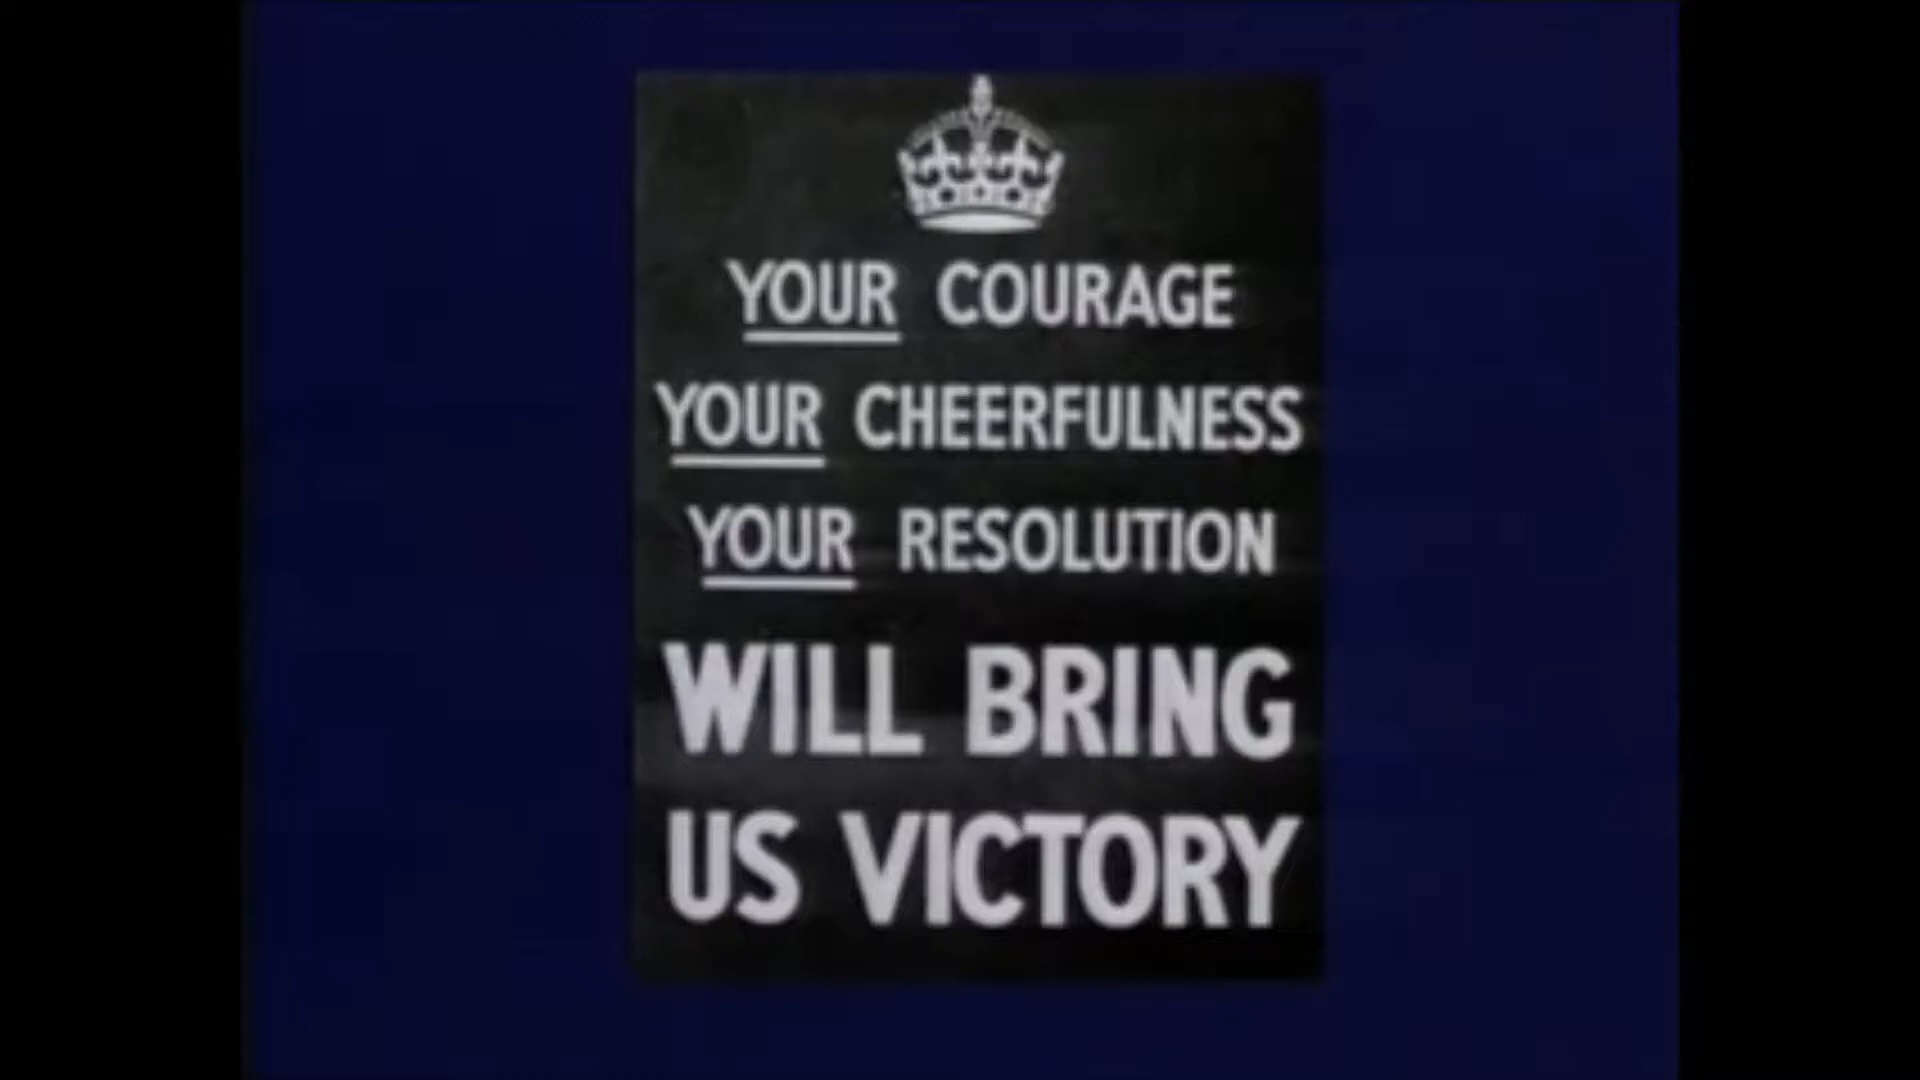 YOUR COURAGE
YOUR CHEERFULNESS
YOUR RESOLUTION
WILL BRING
US VICTORY